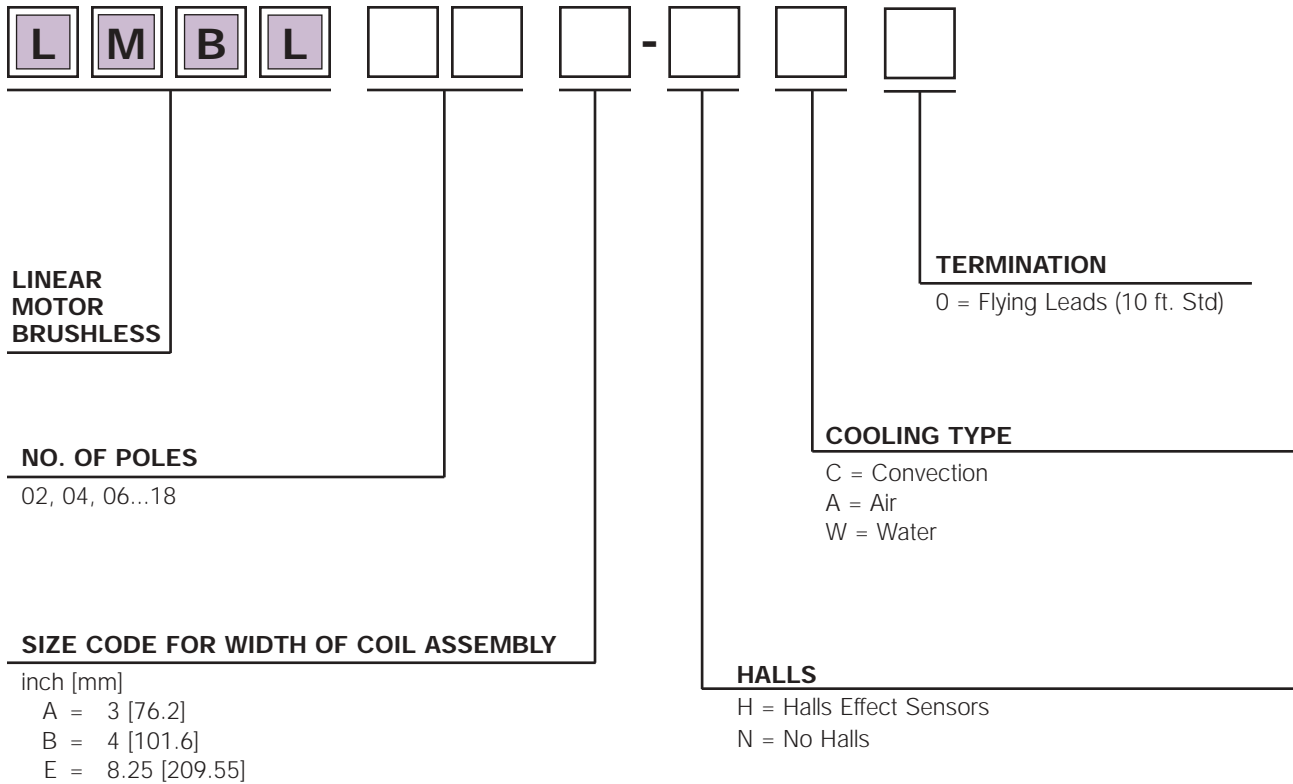 L M B L -
LINEAR
MOTOR
BRUSHLESS
NO. OF POLES
02, 04, 06...18
SIZE CODE FOR WIDTH OF COIL ASSEMBLY
inch [mm]
A = 3 [76.2]
B = 4 [101.6]
E = 8.25 [209.55]
TERMINATION
0 = Flying Leads (10 ft. Std)
COOLING TYPE
C = Convection
A = Air
W = Water
HALLS
H = Halls Effect Sensors
N = No Halls